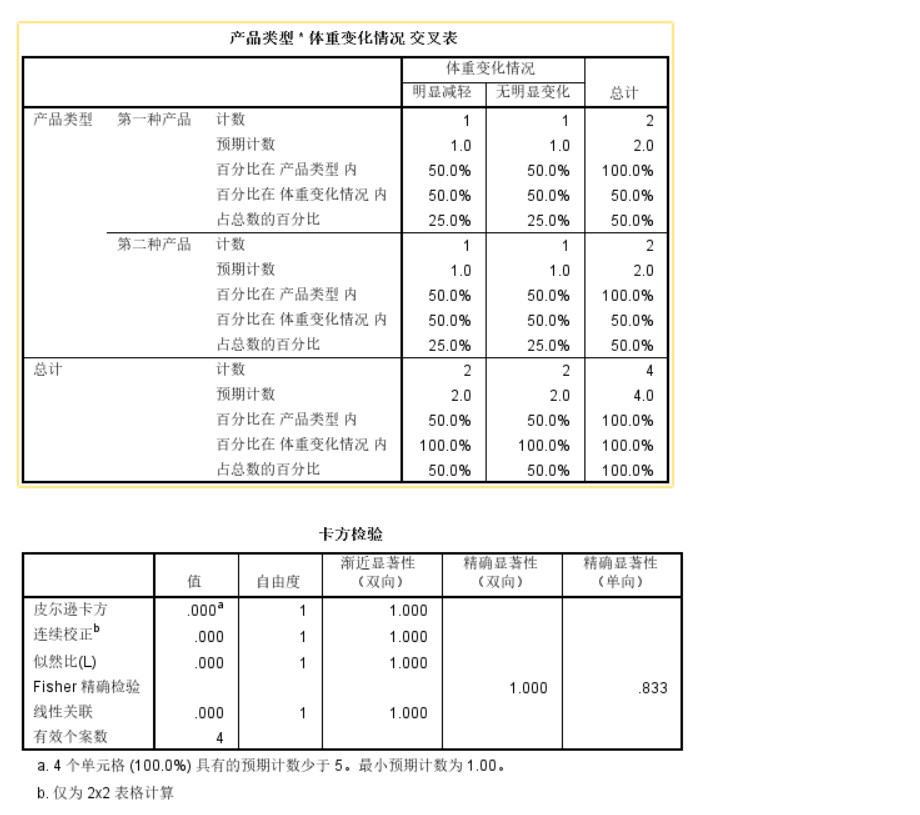 产品类型 * 体重变化情况 交叉表
体重变化情况
明显减轻 无明显变化 总计
产品类型 第一种产品 计数 1 1 2
预期计数 1.0 1.0 2.0
百分比在 产品类型 内 50.0% 50.0% 100.0%
百分比在 体重变化情况 内 50.0% 50.0% 50.0%
占总数的百分比 25.0% 25.0% 50.0%
第二种产品 计数 1 1 2
预期计数 1.0 1.0 2.0
百分比在 产品类型 内 50.0% 50.0% 100.0%
百分比在 体重变化情况 内 50.0% 50.0% 50.0%
占总数的百分比 25.0% 25.0% 50.0%
总计 计数 2 2 4
预期计数 2.0 2.0 4.0
百分比在 产品类型 内 50.0% 50.0% 100.0%
百分比在 体重变化情况 内 100.0% 100.0% 100.0%
占总数的百分比 50.0% 50.0% 100.0%
卡方检验
值 自由度 渐近显著性（双向） 精确显著性（双向） 精确显著性（单向）
皮尔逊卡方 .000a 1 1.000
连续校正b .000 1 1.000
似然比(L) .000 1 1.000
Fisher 精确检验 1.000 .833
线性关联 .000 1 1.000
有效个案数 4
a. 4 个单元格 (100.0%) 具有的预期计数少于 5。最小预期计数为 1.00。
b. 仅为 2x2 表格计算